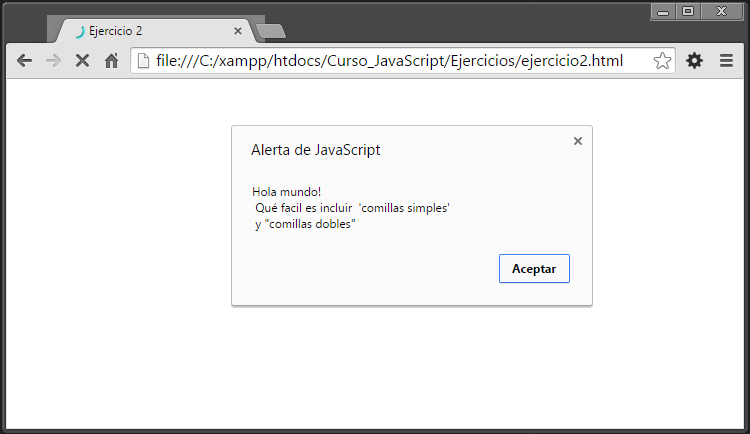 Ejercicio 2
file:///C:/xampp/htdocs/Curso_JavaScript/Ejercicios/ejercicio2.html
Alerta de JavaScript
Hola mundo!
Qué facil es incluir 'comillas simples'
y "comillas dobles"
Aceptar